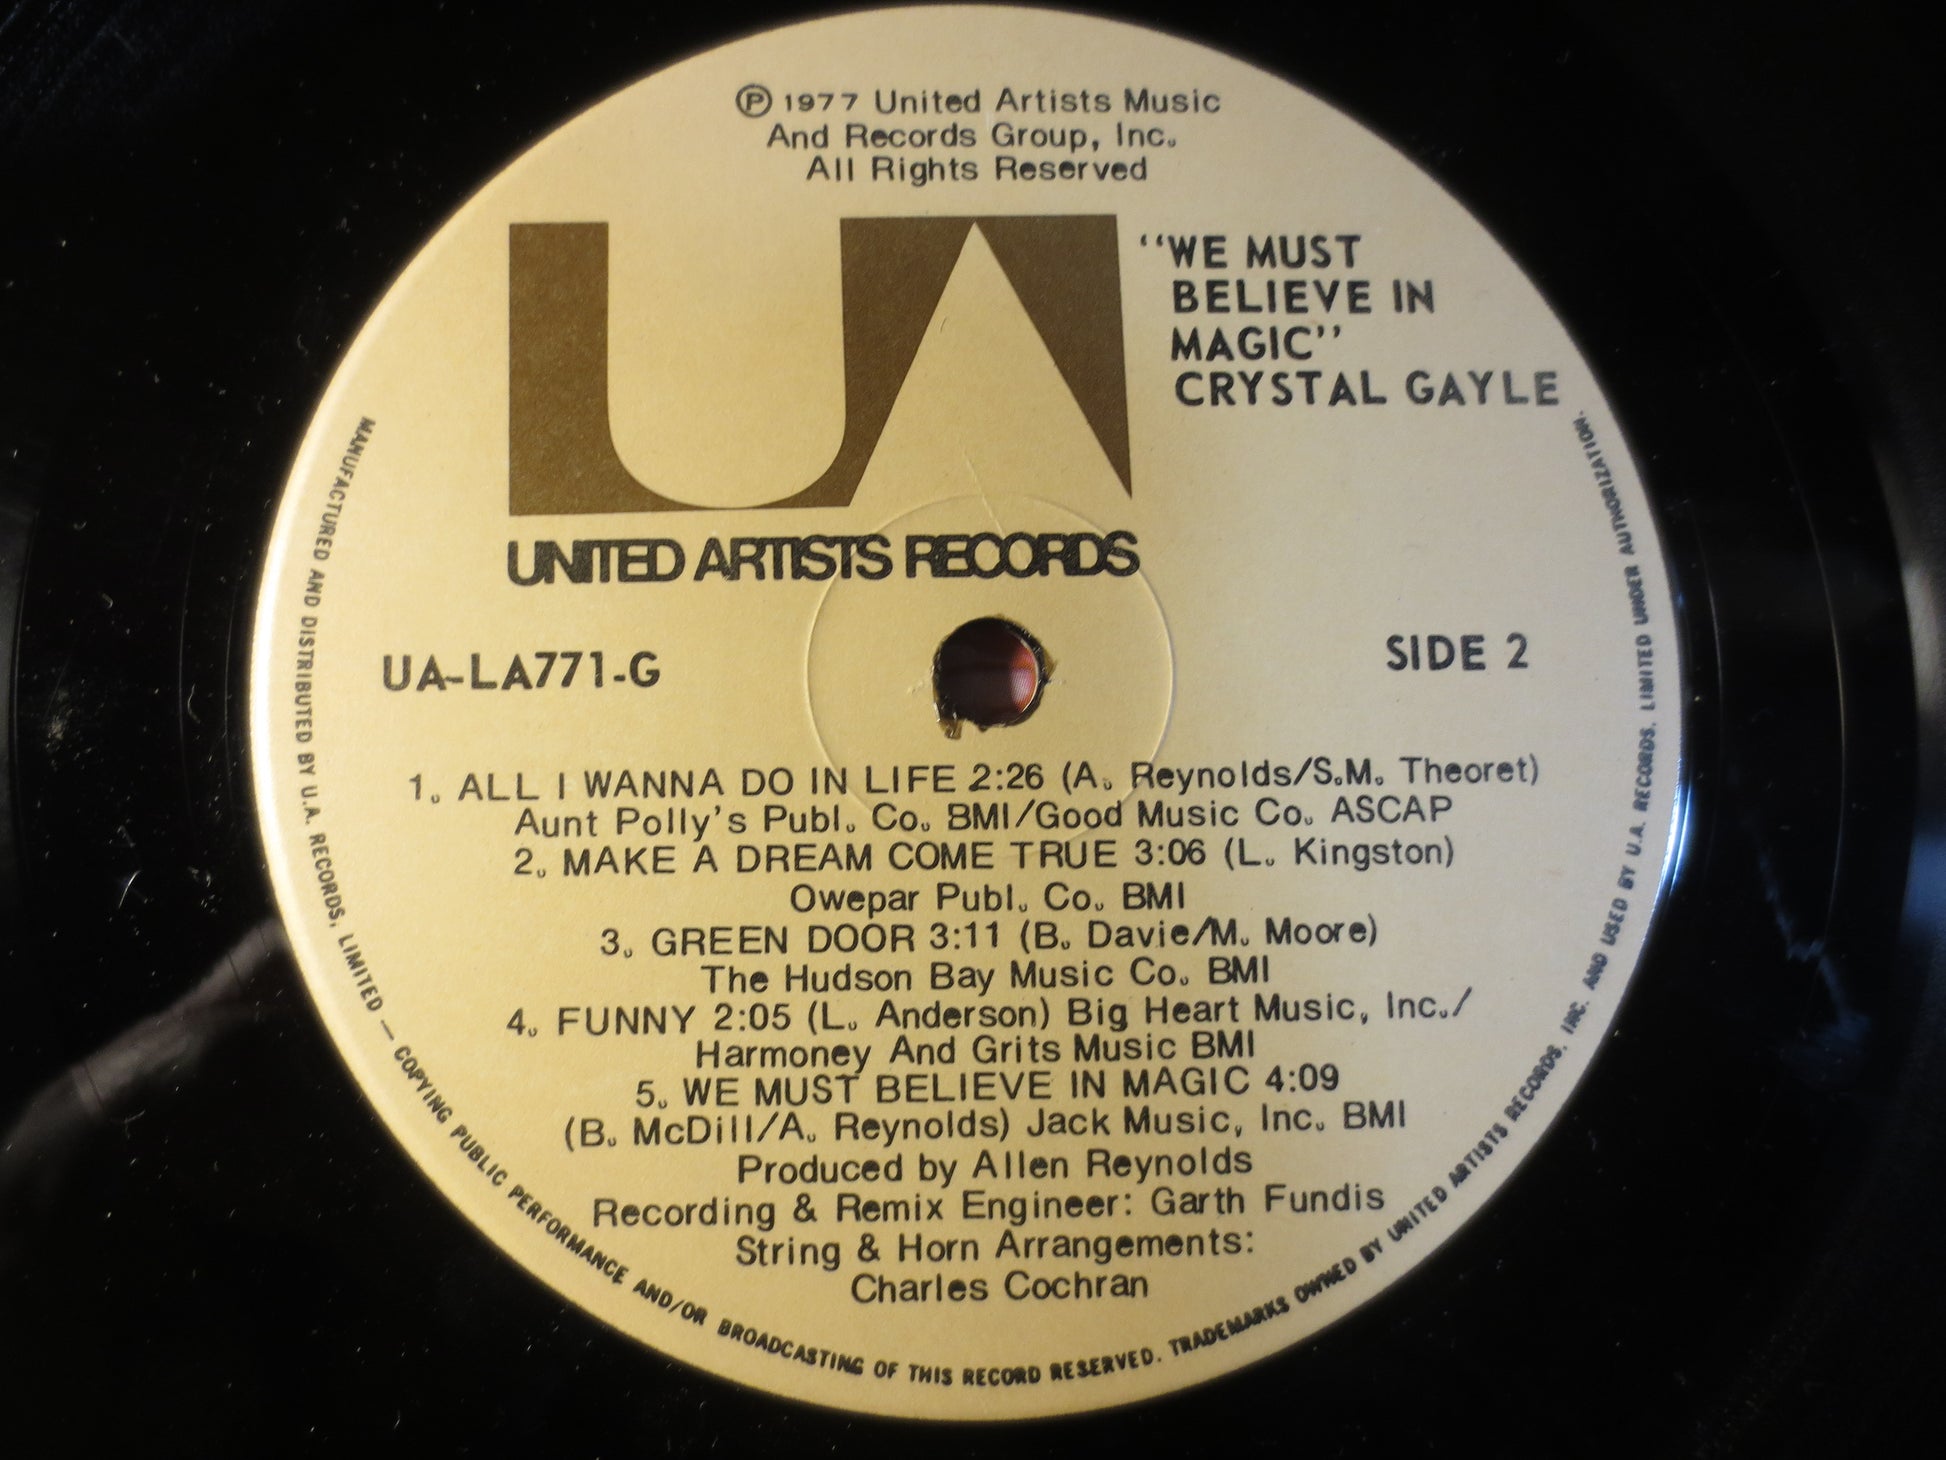 Ⓟ 1977 United Artists Music
And Records Group, Inc.
All Rights Reserved
UA
"WE MUST
BELIEVE IN
MAGIC"
CRYSTAL GAYLE
UNITED ARTISTS RECORDS
UA-LA771-G
SIDE 2
1. ALL I WANNA DO IN LIFE 2:26 (A. Reynolds/S.M. Theoret)
Aunt Polly's Publ. Co. BMI/Good Music Co. ASCAP
2. MAKE A DREAM COME TRUE 3:06 (L. Kingston)
Owepar Publ. Co. BMI
3. GREEN DOOR 3:11 (B. Davie/M. Moore)
The Hudson Bay Music Co. BMI
4. FUNNY 2:05 (L. Anderson) Big Heart Music, Inc./
Harmoney And Grits Music BMI
5. WE MUST BELIEVE IN MAGIC 4:09
(B. McDill/A. Reynolds) Jack Music, Inc. BMI
Produced by Allen Reynolds
Recording & Remix Engineer: Garth Fundis
String & Horn Arrangements:
Charles Cochran
MANUFACTURED AND DISTRIBUTED BY U.A. RECORDS, LIMITED — COPYING PUBLIC PERFORMANCE AND/OR BROADCASTING OF THIS RECORD RESERVED. TRADEMARKS OWNED BY UNITED ARTISTS RECORDS, INC. AND USED BY U.A. RECORDS, LIMITED UNDER AUTHORIZATION.